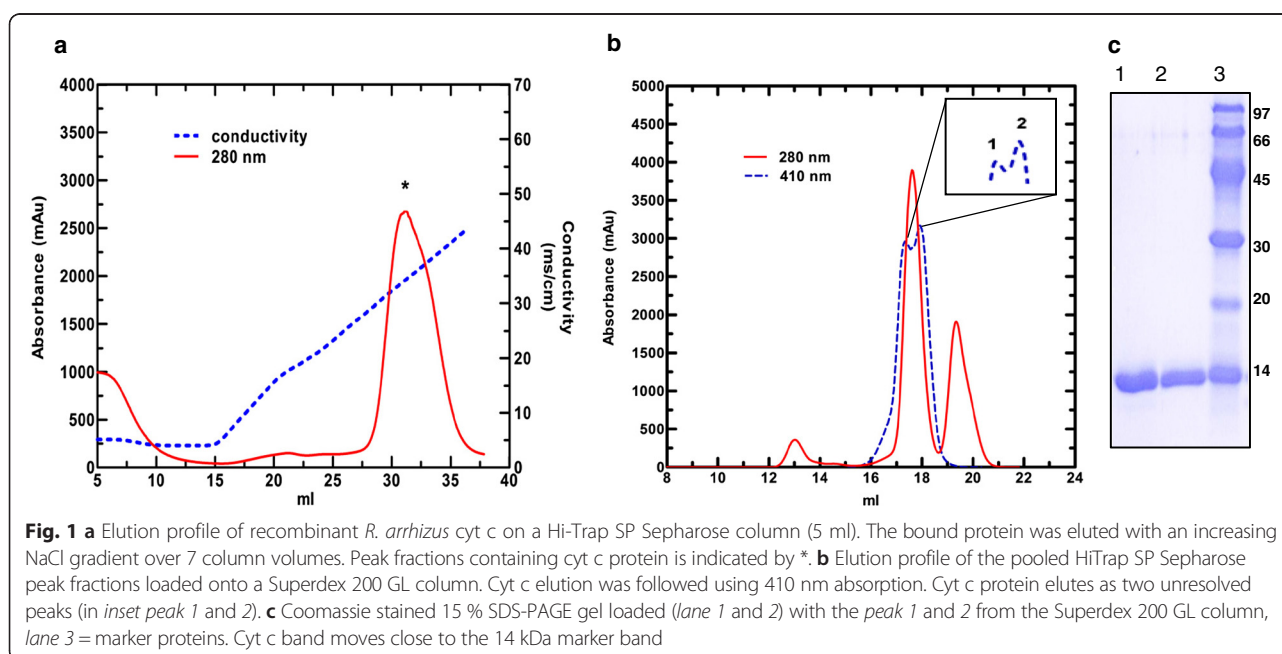 a
4000
3500
3000
2500
2000
1500
1000
500
250
0
Absorbance (mAu)
conductivity
280 nm
*
70
60
50
40
30
20
10
0
Conductivity
(ms/cm)
5 10 15 20 25 30 35 40
ml
b
5000
4500
4000
3500
3000
2500
2000
1500
1000
500
0
Absorbance (mAu)
280 nm
410 nm
1 2
8 10 12 14 16 18 20 22 24
ml
c
1 2 3
97
66
45
30
20
14
Fig. 1 a Elution profile of recombinant R. arrhizus cyt c on a Hi-Trap SP Sepharose column (5 ml). The bound protein was eluted with an increasing
NaCl gradient over 7 column volumes. Peak fractions containing cyt c protein is indicated by *. b Elution profile of the pooled HiTrap SP Sepharose
peak fractions loaded onto a Superdex 200 GL column. Cyt c elution was followed using 410 nm absorption. Cyt c protein elutes as two unresolved
peaks (in inset peak 1 and 2). c Coomassie stained 15 % SDS-PAGE gel loaded (lane 1 and 2) with the peak 1 and 2 from the Superdex 200 GL column,
lane 3 = marker proteins. Cyt c band moves close to the 14 kDa marker band